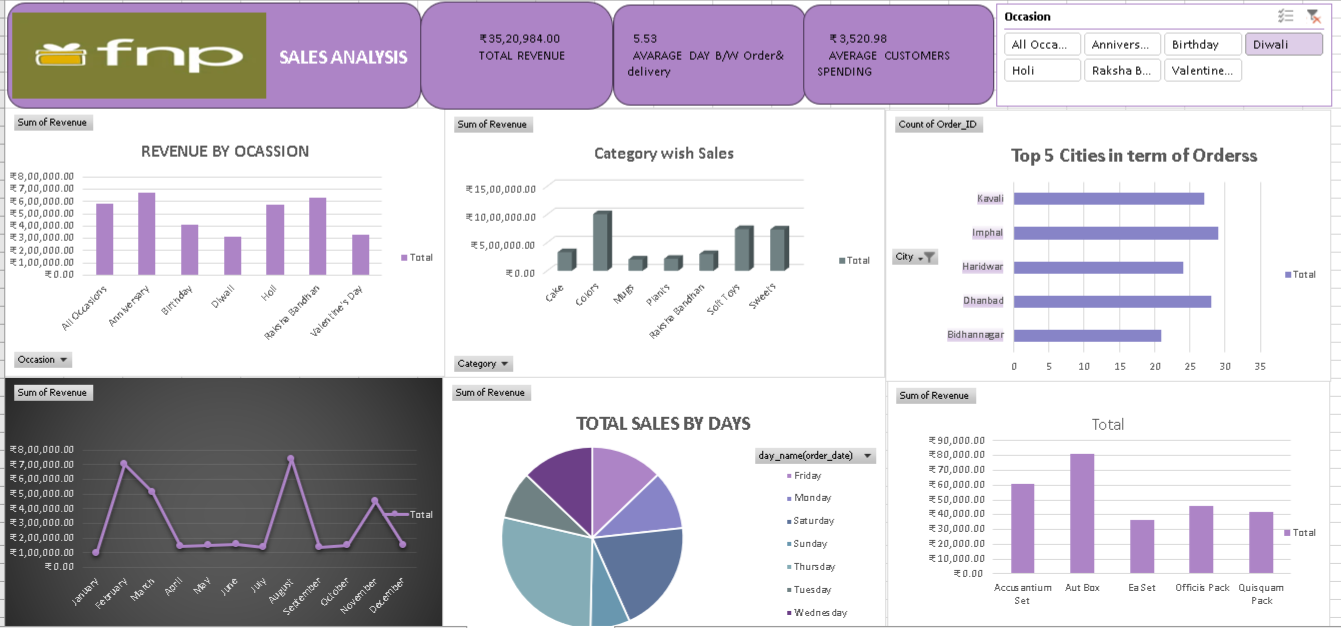 fnp
SALES ANALYSIS
₹35,20,984.00
TOTAL REVENUE
5.53
AVARAGE DAY B/W Order&
delivery
₹3,520.98
AVERAGE CUSTOMERS
SPENDING
Occasion
All Occa...
Annivers...
Birthday
Diwali
Holi
Raksha B...
Valentine...
Sum of Revenue
REVENUE BY OCASSION
₹8,00,000.00
₹7,00,000.00
₹6,00,000.00
₹5,00,000.00
₹4,00,000.00
₹3,00,000.00
₹2,00,000.00
₹1,00,000.00
₹0.00
All Occasions
Anniversary
Birthday
Diwali
Holi
Raksha Bandhan
Valentine's Day
Total
Occasion
Sum of Revenue
Category wish Sales
₹15,00,000.00
₹10,00,000.00
₹5,00,000.00
₹0.00
Cake
Colors
Mugs
Plants
Raksha Bandhan
Soft Toys
Sweets
Total
Category
Count of Order_ID
Top 5 Cities in term of Orderss
City
Kavali
Imphal
Haridwar
Dhanbad
Bidhannagar
0 5 10 15 20 25 30 35
Total
Sum of Revenue
₹8,00,000.00
₹7,00,000.00
₹6,00,000.00
₹5,00,000.00
₹4,00,000.00
₹3,00,000.00
₹2,00,000.00
₹1,00,000.00
₹0.00
January
February
March
April
May
June
July
August
September
October
November
December
Total
Sum of Revenue
TOTAL SALES BY DAYS
day_name(order_date)
Friday
Monday
Saturday
Sunday
Thursday
Tuesday
Wednesday
Sum of Revenue
Total
₹90,000.00
₹80,000.00
₹70,000.00
₹60,000.00
₹50,000.00
₹40,000.00
₹30,000.00
₹20,000.00
₹10,000.00
₹0.00
Accusantium
Set
Aut Box
Ea Set
Officiis Pack
Quisquam
Pack
Total